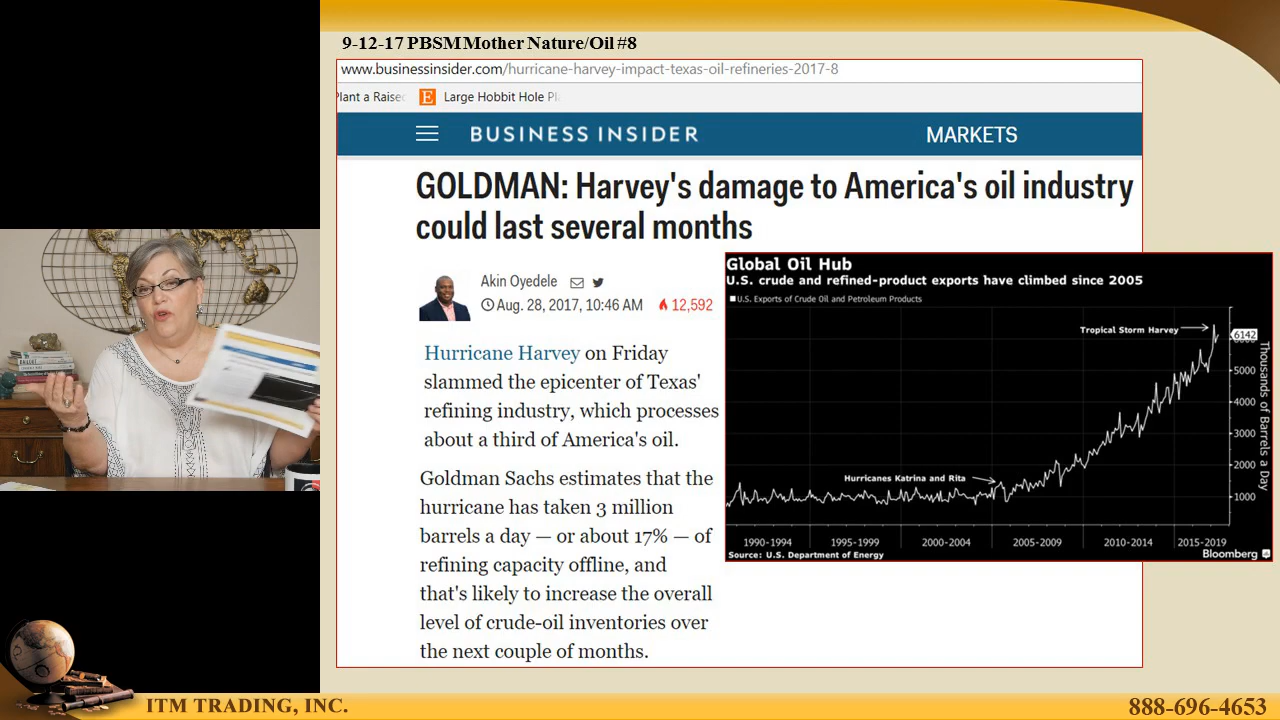 9-12-17 PBSM Mother Nature/Oil #8
www.businessinsider.com/hurricane-harvey-impact-texas-oil-refineries-2017-8
Plant a Raise
E Large Hobbit Hole Pl
BUSINESS INSIDER MARKETS
GOLDMAN: Harvey's damage to America's oil industry
could last several months
Akin Oyedele
Aug. 28, 2017, 10:46 AM 12,592
Hurricane Harvey on Friday
slammed the epicenter of Texas'
refining industry, which processes
about a third of America's oil.
Goldman Sachs estimates that the
hurricane has taken 3 million
barrels a day — or about 17% — of
refining capacity offline, and
that's likely to increase the overall
level of crude-oil inventories over
the next couple of months.
Global Oil Hub
U.S. crude and refined-product exports have climbed since 2005
U.S. Exports of Crude Oil and Petroleum Products
Tropical Storm Harvey
6142
5000
4000
3000
2000
1000
Thousands of Barrels a Day
Hurricanes Katrina and Rita
1990-1994 1995-1999 2000-2004 2005-2009 2010-2014 2015-2019
Source: U.S. Department of Energy Bloomberg
ITM TRADING, INC. 888-696-4653